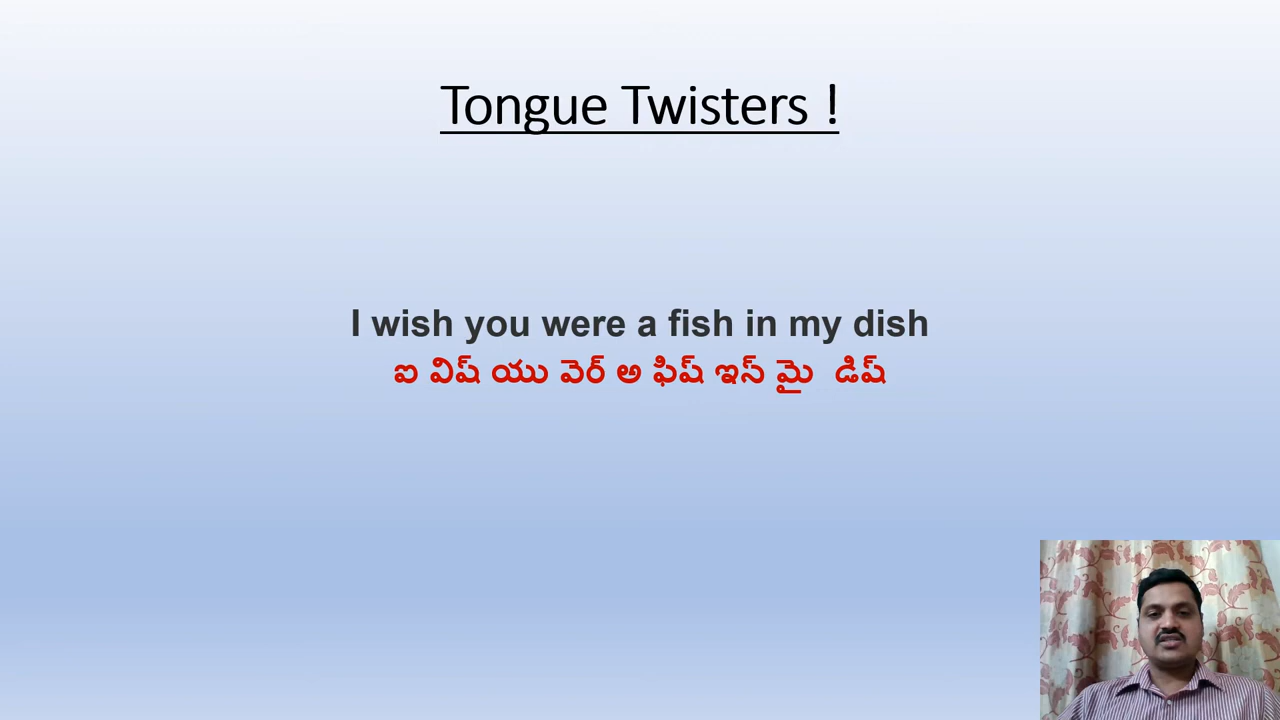 Tongue Twisters !
I wish you were a fish in my dish
ఐ విష్ యు వెర్ అ ఫిష్ ఇన్ మై డిష్